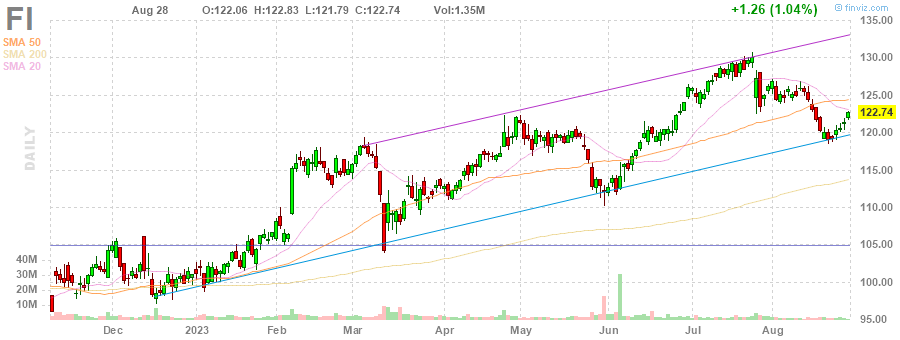 FI
Aug 28 O:122.06 H:122.83 L:121.79 C:122.74 Vol:1.35M +1.26 (1.04%)
© finviz.com
SMA 50
SMA 200
SMA 20
DAILY
135.00
130.00
125.00
122.74
120.00
115.00
110.00
105.00
100.00
95.00
40M
30M
20M
10M
Dec 2023 Feb Mar Apr May Jun Jul Aug